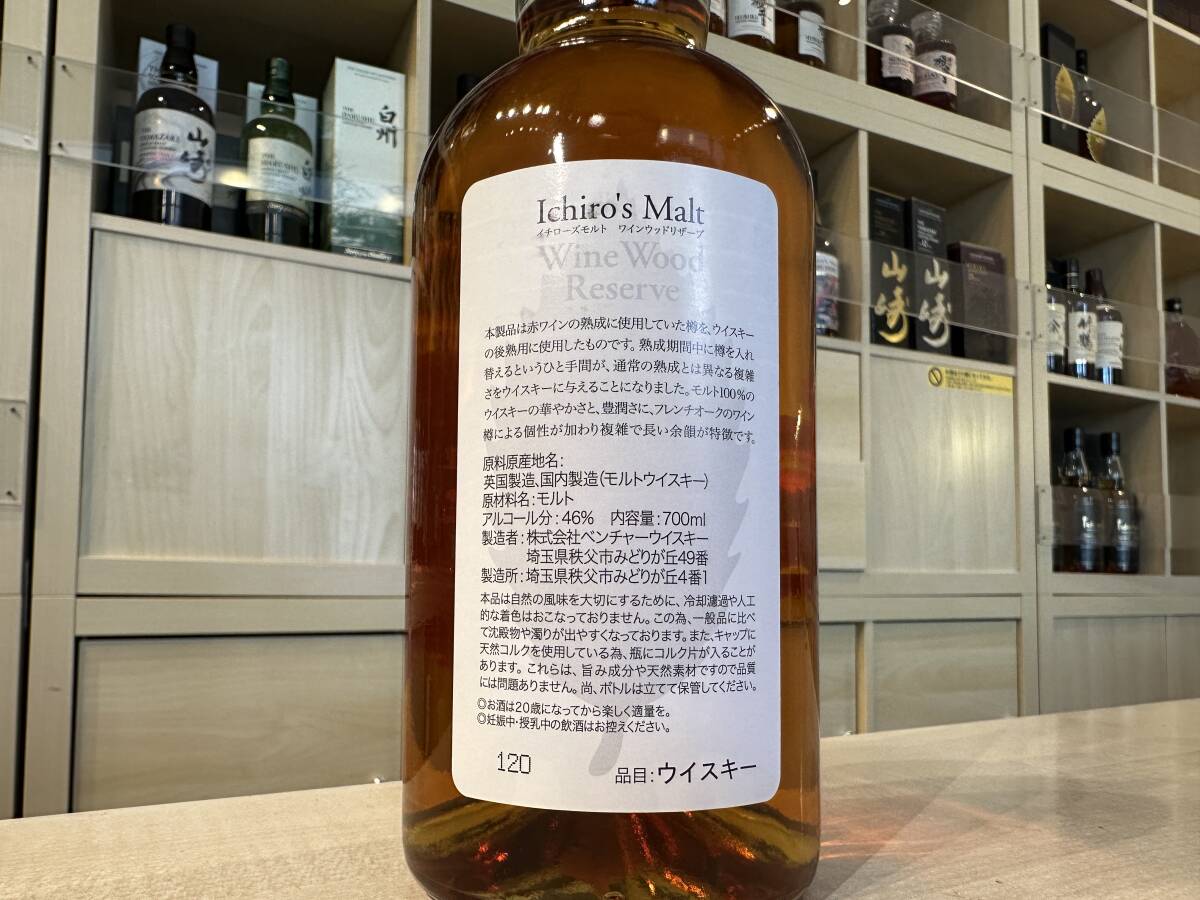 Ichiro's Malt
イチローズモルト ワインウッドリザーブ
Wine Wood
Reserve
本製品は赤ワインの熟成に使用していた樽を、ウイスキー
の後熟用に使用したものです。熟成期間中に樽を入れ
替えるというひと手間が、通常の熟成とは異なる複雑
さをウイスキーに与えることになりました。モルト100%の
ウイスキーの華やかさと、豊潤さに、フレンチオークのワイン
樽による個性が加わり複雑で長い余韻が特徴です。
原料原産地名:
英国製造、国内製造(モルトウイスキー)
原材料名:モルト
アルコール分:46% 内容量:700ml
製造者:株式会社ベンチャーウイスキー
埼玉県秩父市みどりが丘49番
製造所:埼玉県秩父市みどりが丘4番1
本品は自然の風味を大切にするために、冷却濾過や人工
的な着色はおこなっておりません。この為、一般品に比べ
て沈殿物や濁りが出やすくなっております。また、キャップに
天然コルクを使用している為、瓶にコルク片が入ることが
あります。これらは、旨み成分や天然素材ですので品質
には問題ありません。尚、ボトルは立てて保管してください。
◎お酒は20歳になってから楽しく適量を。
◎妊娠中・授乳中の飲酒はお控えください。
120
品目:ウイスキー
山崎
白州
山崎
山崎